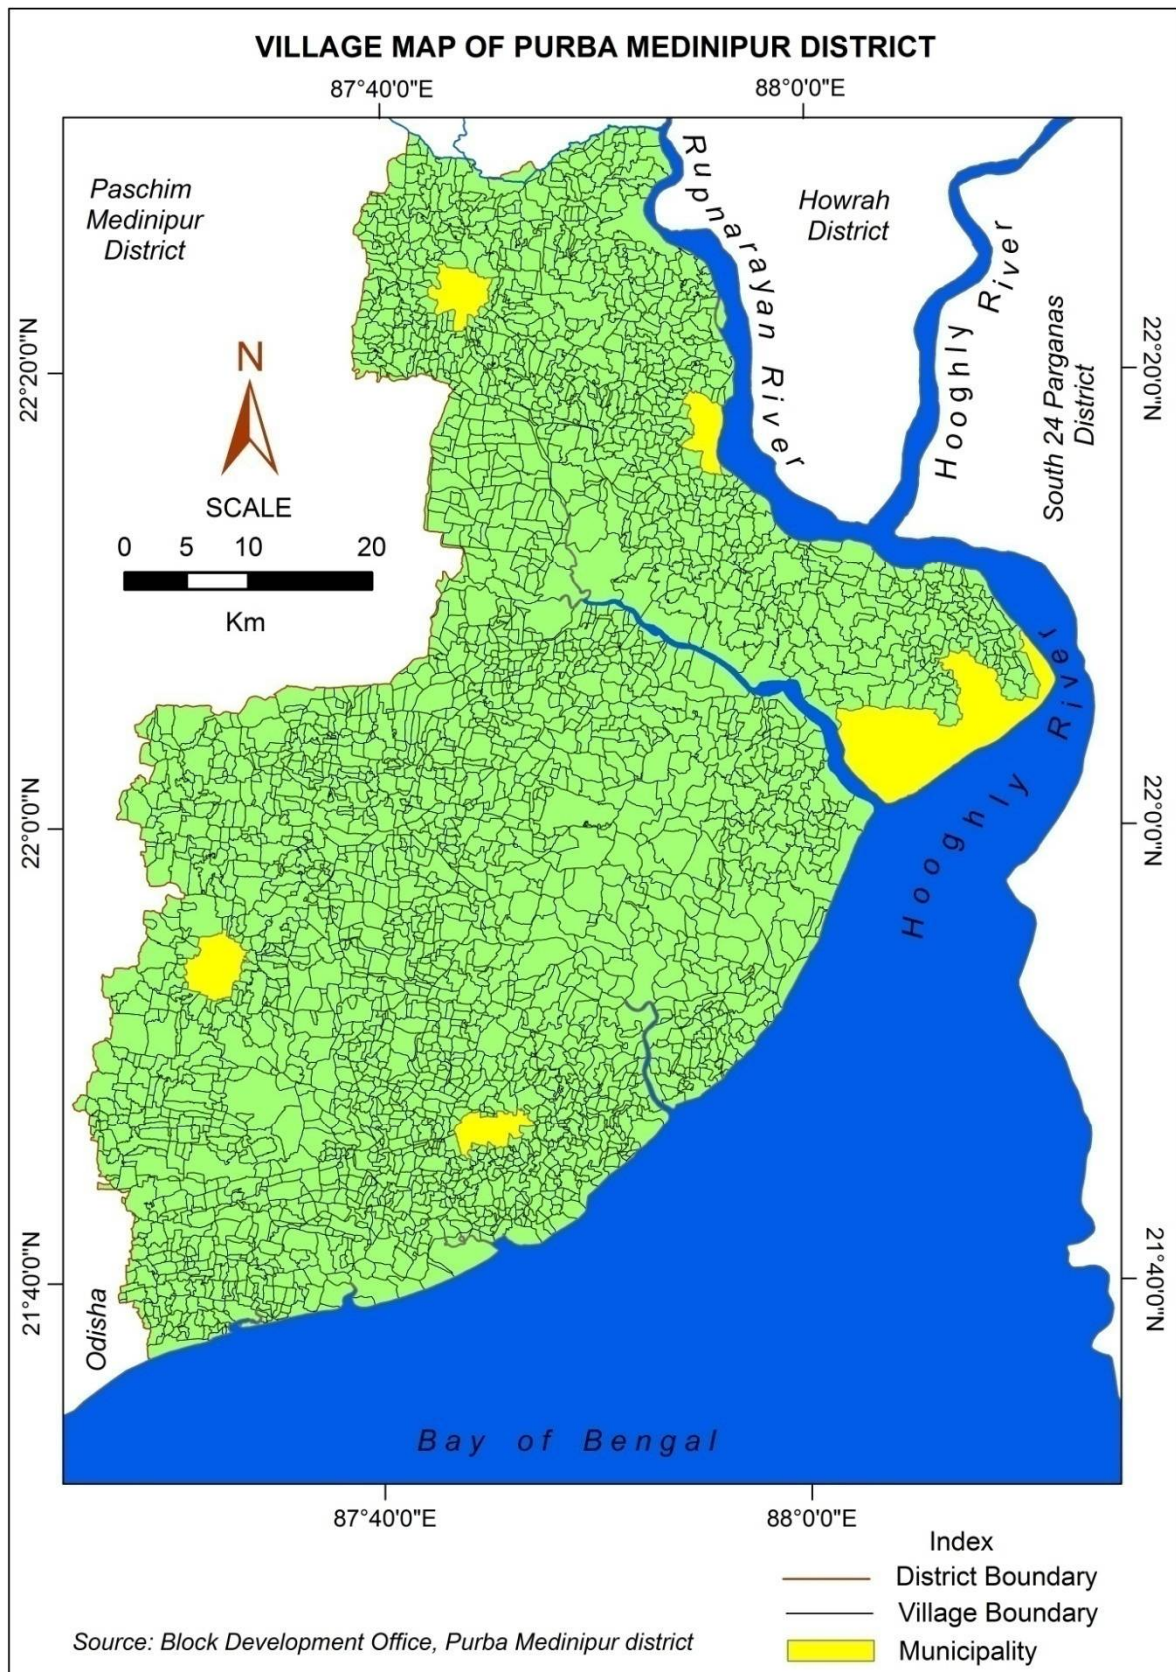 VILLAGE MAP OF PURBA MEDINIPUR DISTRICT
87°40'0"E
88°0'0"E
Paschim
Medinipur
District
Rupnarayan River
Howrah
District
Hooghly River
South 24 Parganas
District
22°20'0"N
22°20'0"N
N
SCALE
0 5 10 20
Km
Hooghly River
22°0'0"N
22°0'0"N
21°40'0"N
21°40'0"N
Odisha
Bay of Bengal
87°40'0"E
88°0'0"E
Index
District Boundary
Village Boundary
Municipality
Source: Block Development Office, Purba Medinipur district